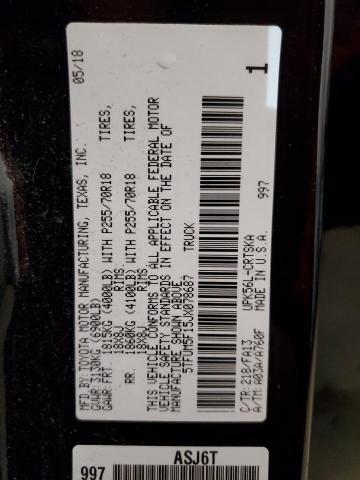 MFD BY: TOYOTA MOTOR MANUFACTURING, TEXAS, INC. 05/18
GVWR: 3130KG (6900LB)
GAWR: FRT. 1815KG (4000LB) WITH P255/70R18 TIRES,
18X8J RIMS.
RR. 1860KG (4100LB) WITH P255/70R18 TIRES,
18X8J RIMS.
THIS VEHICLE CONFORMS TO ALL APPLICABLE FEDERAL MOTOR
VEHICLE SAFETY STANDARDS IN EFFECT ON THE DATE OF
MANUFACTURE SHOWN ABOVE.
5TFUM5F15JX078687 TRUCK
997 1
UPK56L-CRTSKA
C/TR: 218/FA13 MADE IN U.S.A.
A/TM: A03A/A760F
ASJ6T
997